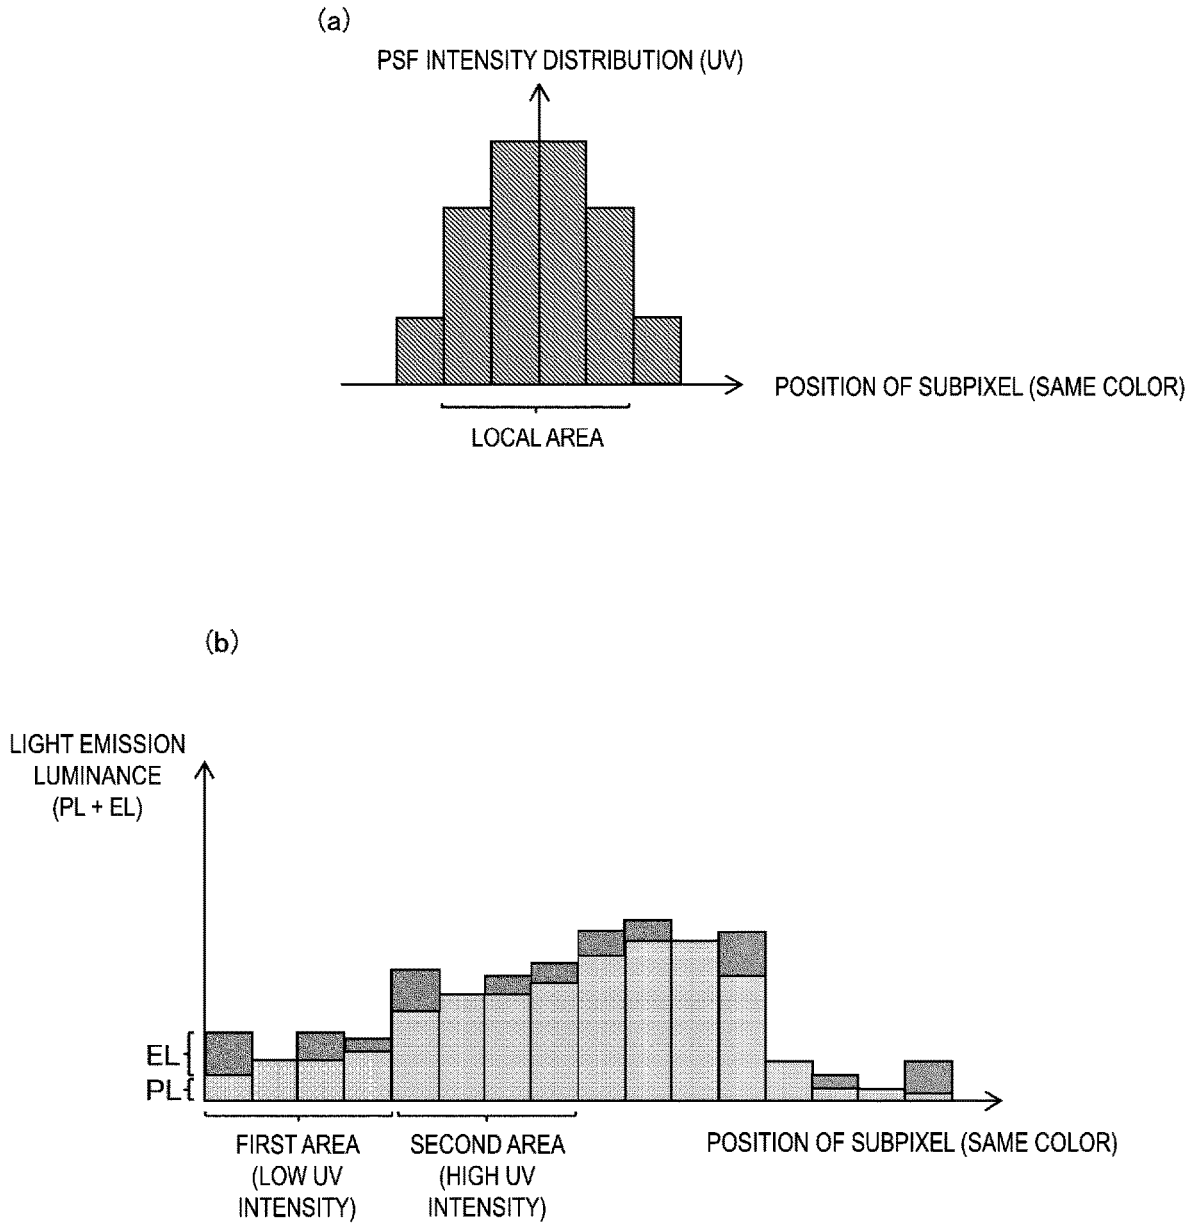 (a)
PSF INTENSITY DISTRIBUTION (UV)
POSITION OF SUBPIXEL (SAME COLOR)
LOCAL AREA
(b)
LIGHT EMISSION
LUMINANCE
(PL + EL)
EL
PL
FIRST AREA
(LOW UV
INTENSITY)
SECOND AREA
(HIGH UV
INTENSITY)
POSITION OF SUBPIXEL (SAME COLOR)